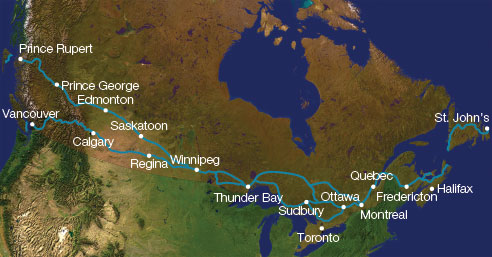 Prince Rupert
Prince George
Edmonton
Vancouver
Saskatoon
Calgary
Regina
Winnipeg
Thunder Bay
Sudbury
Toronto
Ottawa
Montreal
Quebec
Fredericton
Halifax
St. John's